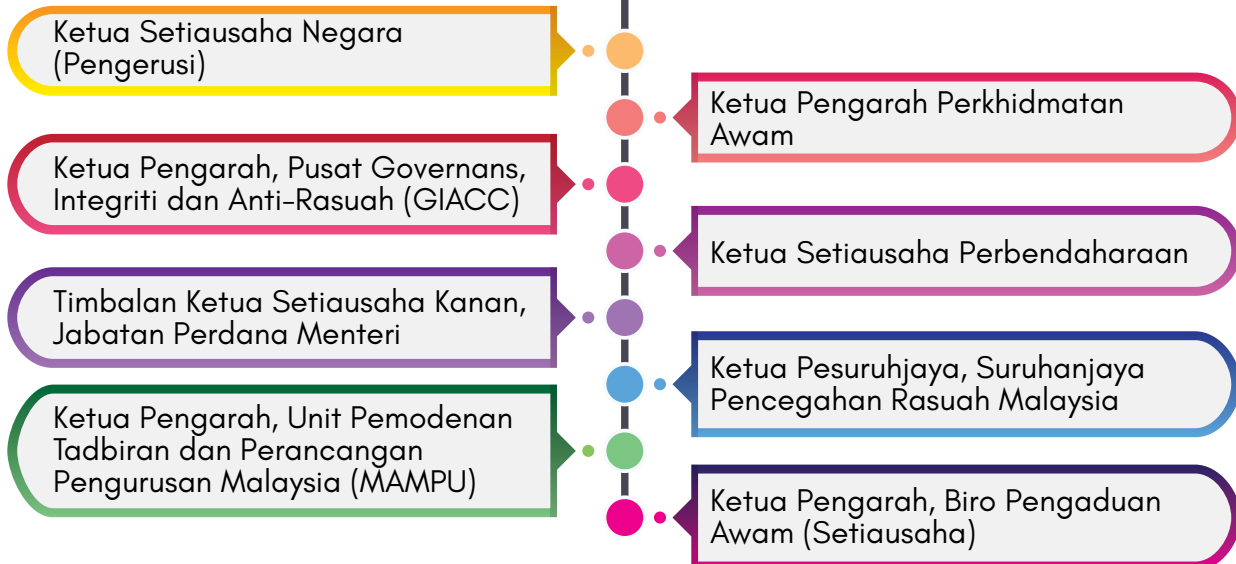 Ketua Setiausaha Negara
(Pengerusi)
Ketua Pengarah Perkhidmatan
Awam
Ketua Pengarah, Pusat Governans,
Integriti dan Anti-Rasuah (GIACC)
Ketua Setiausaha Perbendaharaan
Timbalan Ketua Setiausaha Kanan,
Jabatan Perdana Menteri
Ketua Pesuruhjaya, Suruhanjaya
Pencegahan Rasuah Malaysia
Ketua Pengarah, Unit Pemodenan
Tadbiran dan Perancangan
Pengurusan Malaysia (MAMPU)
Ketua Pengarah, Biro Pengaduan
Awam (Setiausaha)